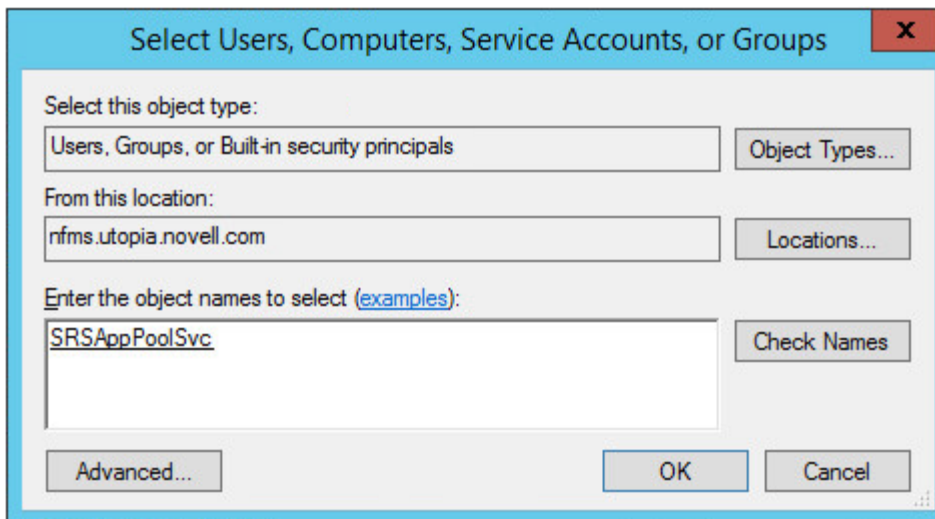 Select Users, Computers, Service Accounts, or Groups
x
Select this object type:
Users, Groups, or Built-in security principals
Object Types...
From this location:
nfms.utopia.novell.com
Locations...
Enter the object names to select (examples):
SRSAppPoolSvc
Check Names
Advanced...
OK
Cancel